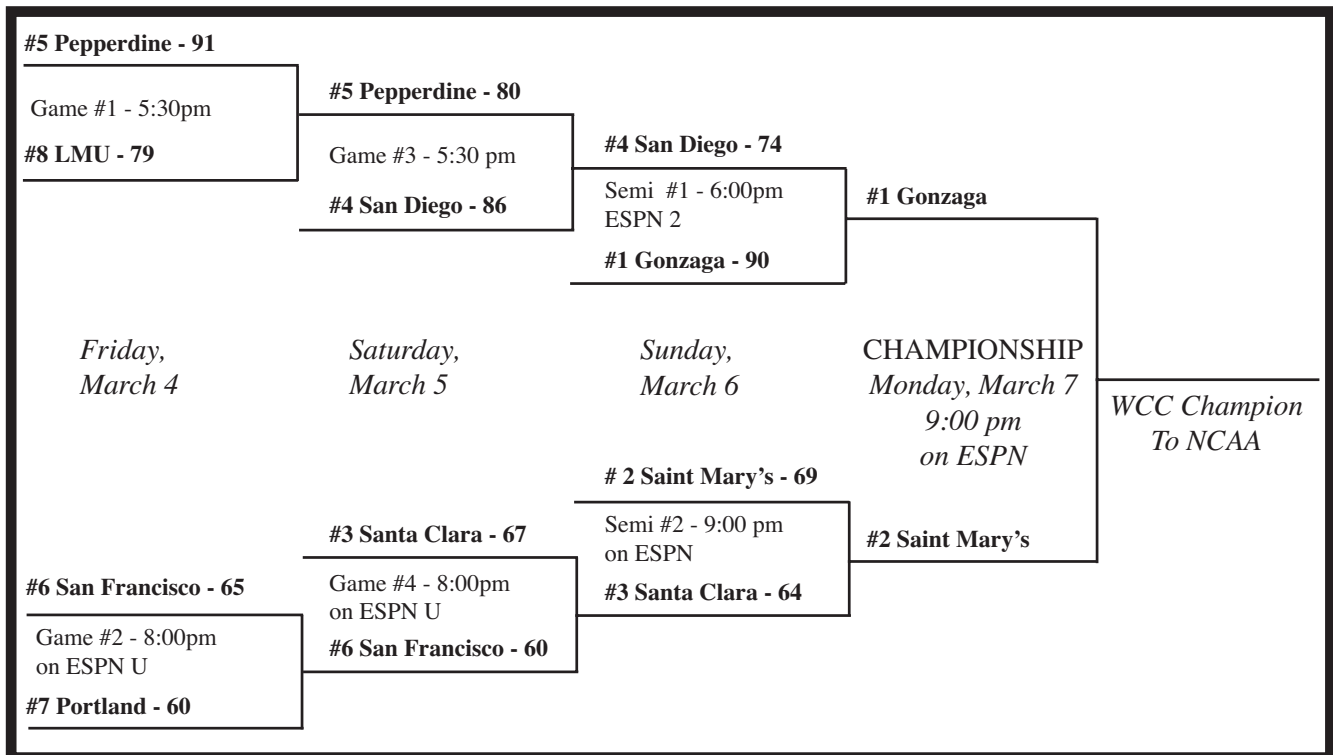 #5 Pepperdine - 91
Game #1 - 5:30pm
#8 LMU - 79
#5 Pepperdine - 80
Game #3 - 5:30 pm
#4 San Diego - 86
#4 San Diego - 74
Semi #1 - 6:00pm
ESPN 2
#1 Gonzaga - 90
#1 Gonzaga
Friday,
March 4
Saturday,
March 5
Sunday,
March 6
CHAMPIONSHIP
Monday, March 7
9:00 pm
on ESPN
WCC Champion
To NCAA
#6 San Francisco - 65
Game #2 - 8:00pm
on ESPN U
#7 Portland - 60
#3 Santa Clara - 67
Game #4 - 8:00pm
on ESPN U
#6 San Francisco - 60
# 2 Saint Mary’s - 69
Semi #2 - 9:00 pm
on ESPN
#3 Santa Clara - 64
#2 Saint Mary’s